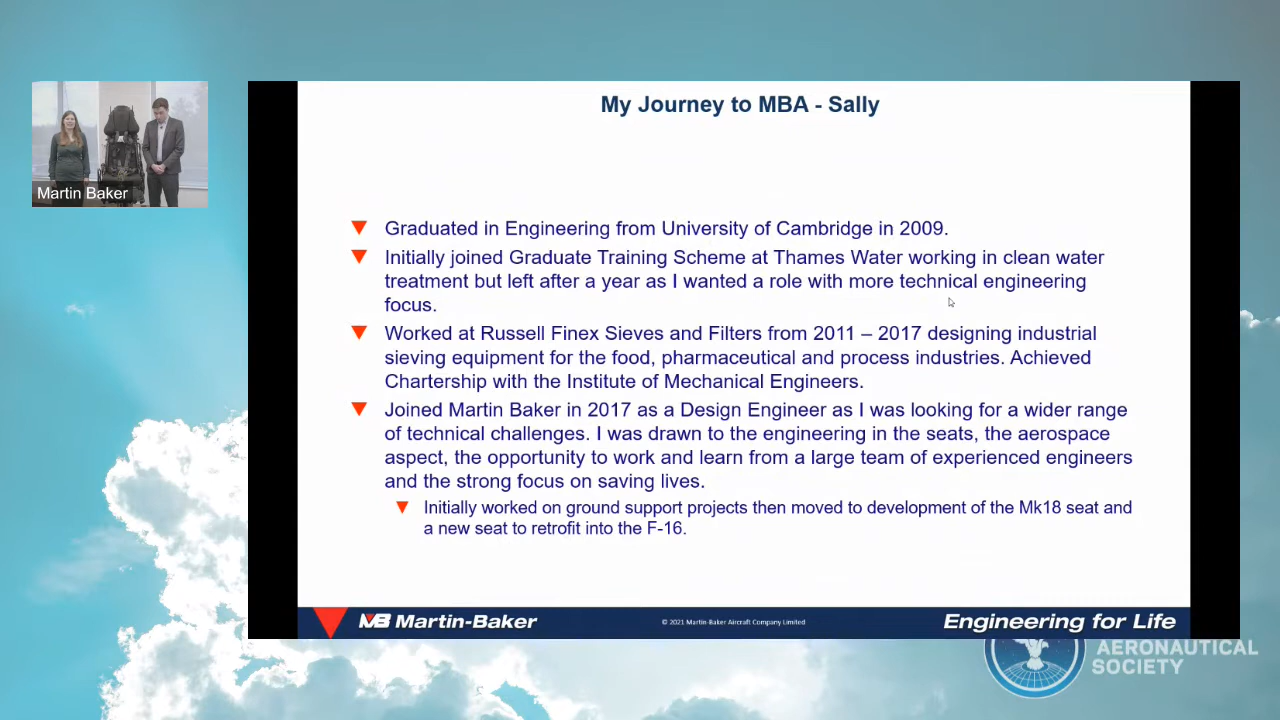 My Journey to MBA - Sally
Martin Baker
Graduated in Engineering from University of Cambridge in 2009.
Initially joined Graduate Training Scheme at Thames Water working in clean water
treatment but left after a year as I wanted a role with more technical engineering
focus.
Worked at Russell Finex Sieves and Filters from 2011 – 2017 designing industrial
sieving equipment for the food, pharmaceutical and process industries. Achieved
Chartership with the Institute of Mechanical Engineers.
Joined Martin Baker in 2017 as a Design Engineer as I was looking for a wider range
of technical challenges. I was drawn to the engineering in the seats, the aerospace
aspect, the opportunity to work and learn from a large team of experienced engineers
and the strong focus on saving lives.
Initially worked on ground support projects then moved to development of the Mk18 seat and
a new seat to retrofit into the F-16.
MB Martin-Baker
© 2021 Martin-Baker Aircraft Company Limited
Engineering for Life
AERONAUTICAL
SOCIETY